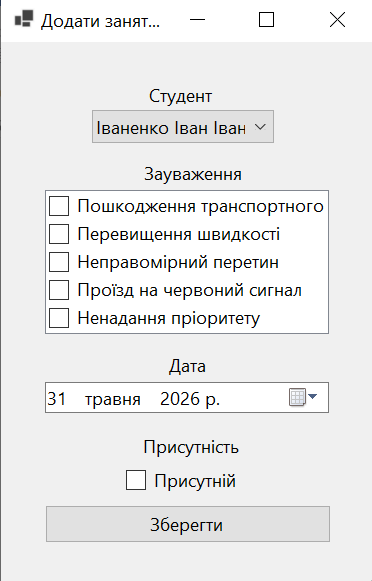 Додати занят...
Студент
Іваненко Іван Іван
Зауваження
Пошкодження транспортного
Перевищення швидкості
Неправомірний перетин
Проїзд на червоний сигнал
Ненадання пріоритету
Дата
31 травня 2026 р.
Присутність
Присутній
Зберегти